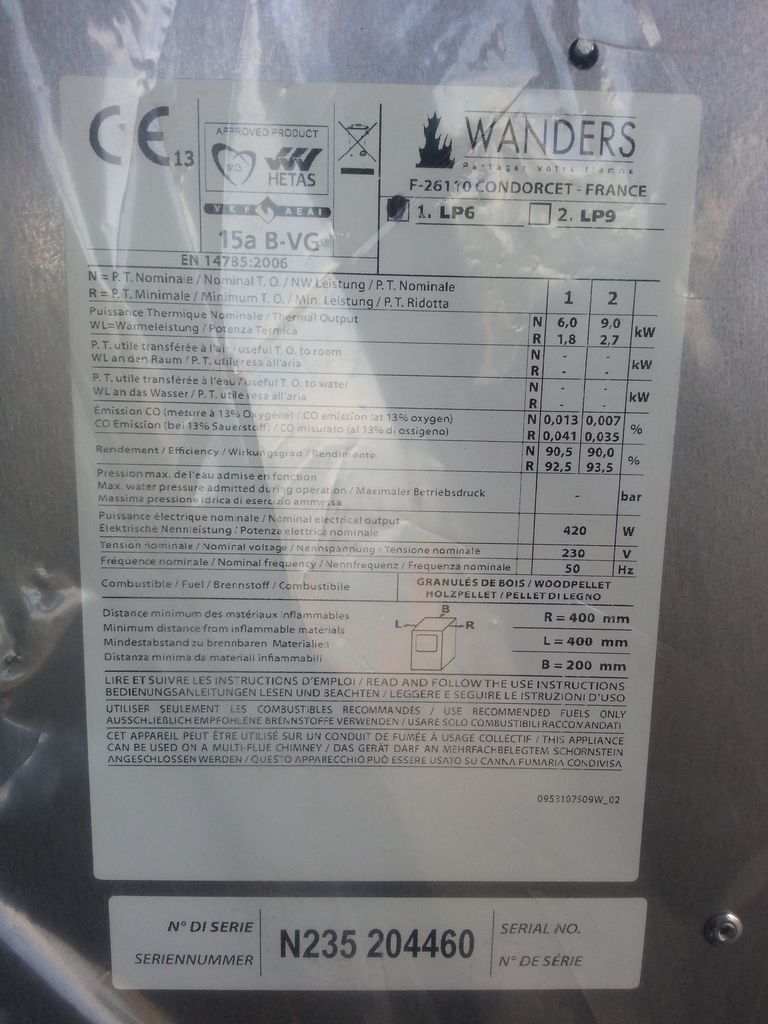 CE 13
APPROVED PRODUCT
MCS
HETAS
VKF AEAI
15a B-VG
EN 14785:2006
WANDERS
Partager votre flamme
F-26110 CONDORCET - FRANCE
1. LP6 2. LP9
N = P. T. Nominale / Nominal T. O. / NW Leistung / P. T. Nominale
R = P. T. Minimale / Minimum T. O. / Min. Leistung / P.T. Ridotta
1 2
Puissance Thermique Nominale / Thermal Output
WL=Wärmeleistung / Potenza Termica
N 6,0 9,0 kW
R 1,8 2,7
P. T. utile transférée à l'air / useful T. O. to room
WL an den Raum / P. T. utile resa all'aria
N - - kW
R - -
P. T. utile transférée à l'eau / useful T. O. to water
WL an das Wasser / P. T. utile resa all'aria
N - - kW
R - -
Émission CO (mesure à 13% Oxygène) / CO emission (at 13% oxygen)
CO Emission (bei 13% Sauerstoff) / CO misurato (al 13% di ossigeno)
N 0,013 0,007 %
R 0,041 0,035
Rendement / Efficiency / Wirkungsgrad / Rendimento
N 90,5 90,0 %
R 92,5 93,5
Pression max. de l'eau admise en fonction
Max. water pressure admitted during operation / Maximaler Betriebsdruck
Massima pressione idrica di esercizio ammessa
- bar
Puissance électrique nominale / Nominal electrical output
Elektrische Nennleistung / Potenza elettrica nominale
420 W
Tension nominale / Nominal voltage / Nennspannung / Tensione nominale 230 V
Fréquence nominale / Nominal frequency / Nennfrequenz / Frequenza nominale 50 Hz
Combustible / Fuel / Brennstoff / Combustibile
GRANULÉS DE BOIS / WOODPELLET
HOLZPELLET / PELLET DI LEGNO
Distance minimum des matériaux inflammables
Minimum distance from inflammable materials
Mindestabstand zu brennbaren Materialien
Distanza minima da materiali infiammabili
B
L R
R = 400 mm
L = 400 mm
B = 200 mm
LIRE ET SUIVRE LES INSTRUCTIONS D'EMPLOI / READ AND FOLLOW THE USE INSTRUCTIONS
BEDIENUNGSANLEITUNGEN LESEN UND BEACHTEN / LEGGERE E SEGUIRE LE ISTRUZIONI D'USO
UTILISER SEULEMENT LES COMBUSTIBLES RECOMMANDÉS / USE RECOMMENDED FUELS ONLY
AUSSCHLIEßLICH EMPFOHLENE BRENNSTOFFE VERWENDEN / USARE SOLO COMBUSTIBILI RACCOMANDATI
CET APPAREIL PEUT ÊTRE UTILISÉ SUR UN CONDUIT DE FUMÉE À USAGE COLLECTIF / THIS APPLIANCE
CAN BE USED ON A MULTI-FLUE CHIMNEY / DAS GERÄT DARF AN MEHRFACHBELEGTEM SCHORNSTEIN
ANGESCHLOSSEN WERDEN / QUESTO APPARECCHIO PUÒ ESSERE USATO SU CANNA FUMARIA CONDIVISA
0953107509W_02
N° DI SERIE
SERIENNUMMER
N235 204460
SERIAL NO.
N° DE SÉRIE